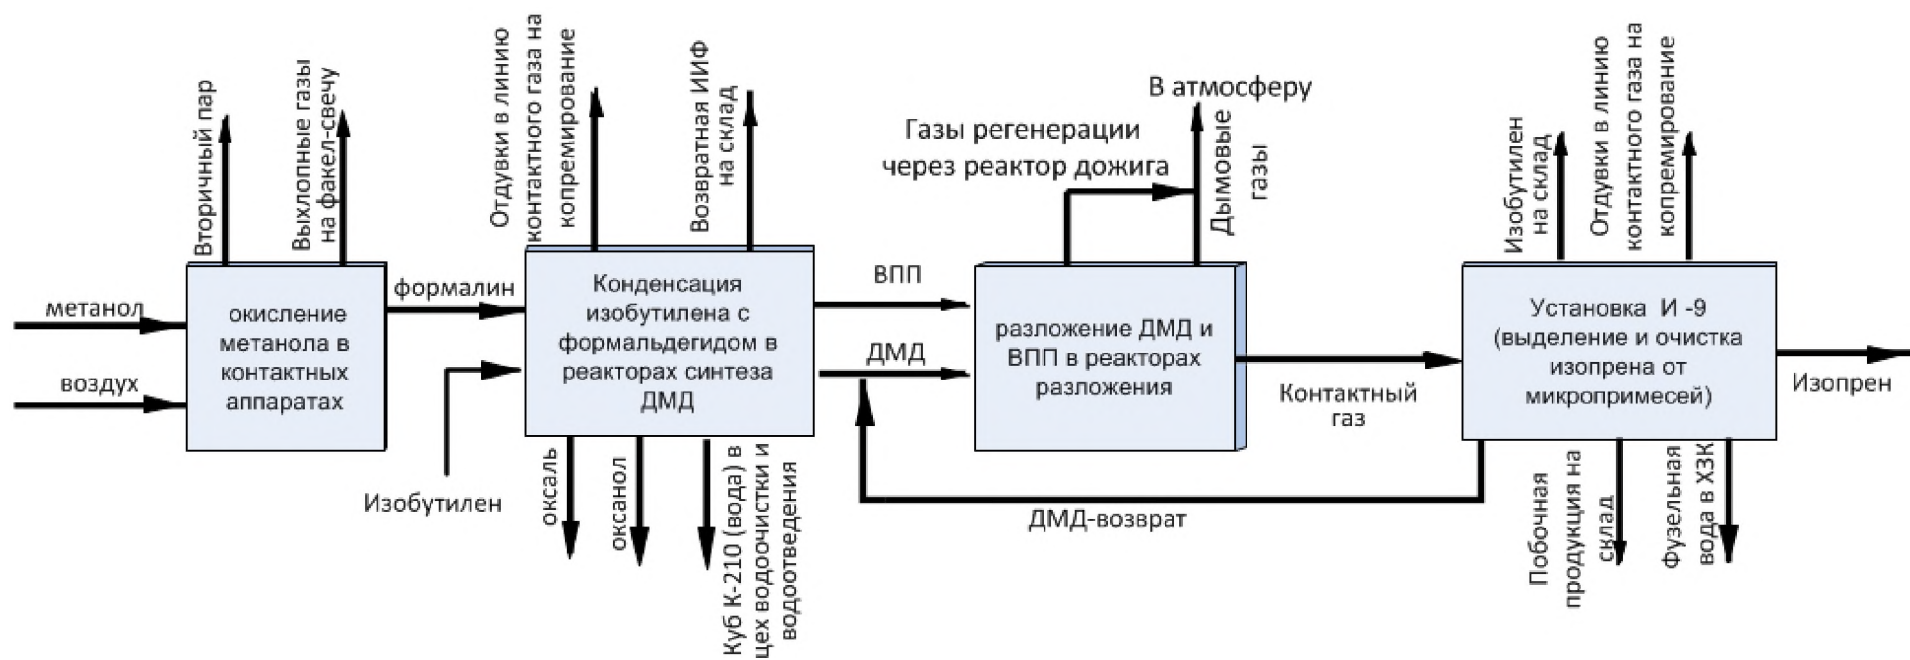 Вторичный пар
Выхлопные газы
на факел-свечу
Отдувки в линию
контактного газа на
копремирование
Возвратная ИИФ
на склад
В атмосферу
Газы регенерации
через реактор дожига
Дымовые
газы
Изобутилен
на склад
Отдувки в линию
контактного газа на
копремирование
метанол
воздух
окисление
метанола в
контактных
аппаратах
формалин
Изобутилен
Конденсация
изобутилена с
формальдегидом в
реакторах синтеза
ДМД
ВПП
ДМД
разложение ДМД и
ВПП в реакторах
разложения
Контактный
газ
Установка И -9
(выделение и очистка
изопрена от
микропримесей)
Изопрен
оксаль
оксанол
Куб К-210 (вода) в
цех водоочистки и
водоотведения
ДМД-возврат
Побочная
продукция на
склад
Фузельная
вода в ХЗК